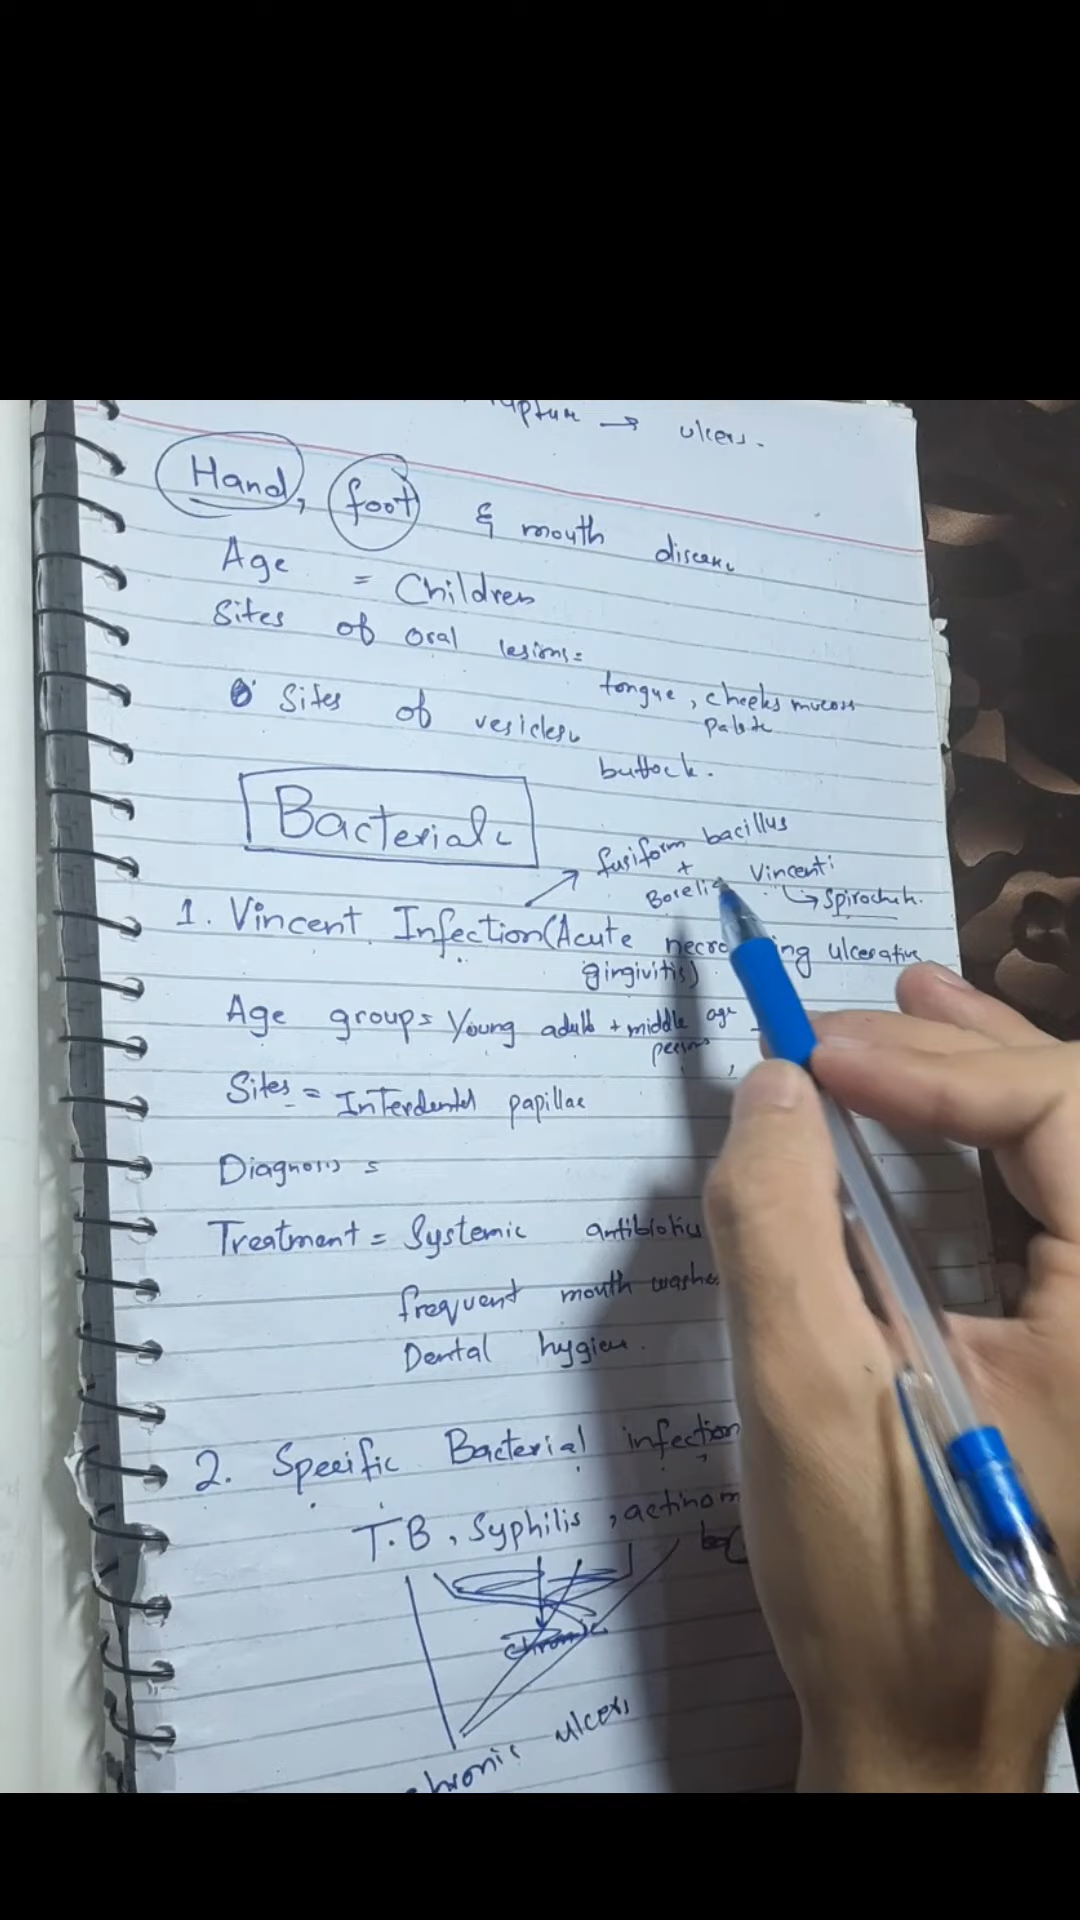 rupture → ulcers.
Hand, foot & mouth disease
Age = Children
Sites of oral lesions =
tongue, cheeks mucosa
palate
Sites of vesicles
buttock.
Bacterial
fusiform bacillus
+
Boreli Vincenti
↳ Spirochete.
1. Vincent Infection (Acute necro ing ulcerative
gingivitis)
Age group = Young adults + middle age
persons
Sites = Interdental papillae
Diagnosis =
Treatment = Systemic antibiotics
frequent mouth washes
Dental hygiene.
2. Specific Bacterial infection
T.B, Syphilis, actinom
chronic
chronic ulcers